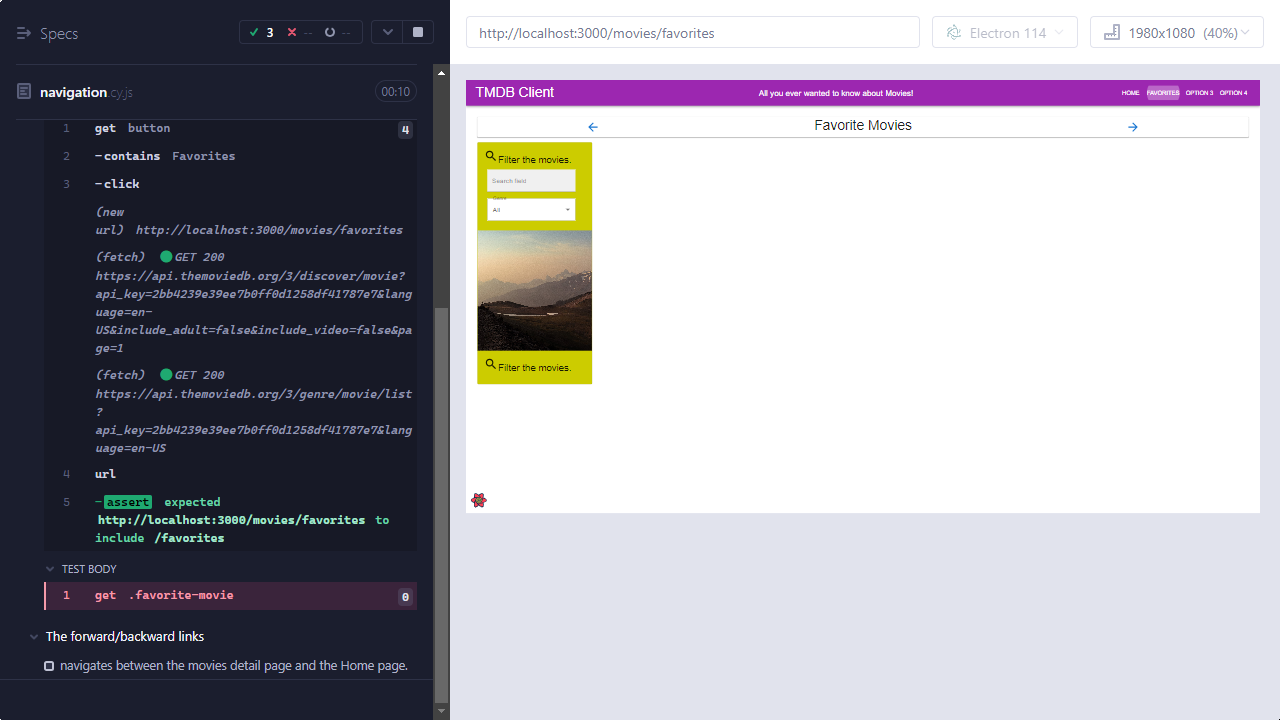 Specs
3
--
--
navigation.cy.js
00:10
1 get button 4
2 -contains Favorites
3 -click
(new
url) http://localhost:3000/movies/favorites
(fetch) GET 200
https://api.themoviedb.org/3/discover/movie?
api_key=2bb4239e39ee7b0ff0d1258df41787e7&lang
uage=en-
US&include_adult=false&include_video=false&pa
ge=1
(fetch) GET 200
https://api.themoviedb.org/3/genre/movie/list
?
api_key=2bb4239e39ee7b0ff0d1258df41787e7&lang
uage=en-US
4 url
5 -assert expected
http://localhost:3000/movies/favorites to
include /favorites
TEST BODY
1 get .favorite-movie 0
The forward/backward links
navigates between the movies detail page and the Home page.
http://localhost:3000/movies/favorites
Electron 114
1980x1080 (40%)
TMDB Client
All you ever wanted to know about Movies!
HOME
FAVORITES
OPTION 3
OPTION 4
Favorite Movies
Filter the movies.
Search field
Genre
All
Filter the movies.